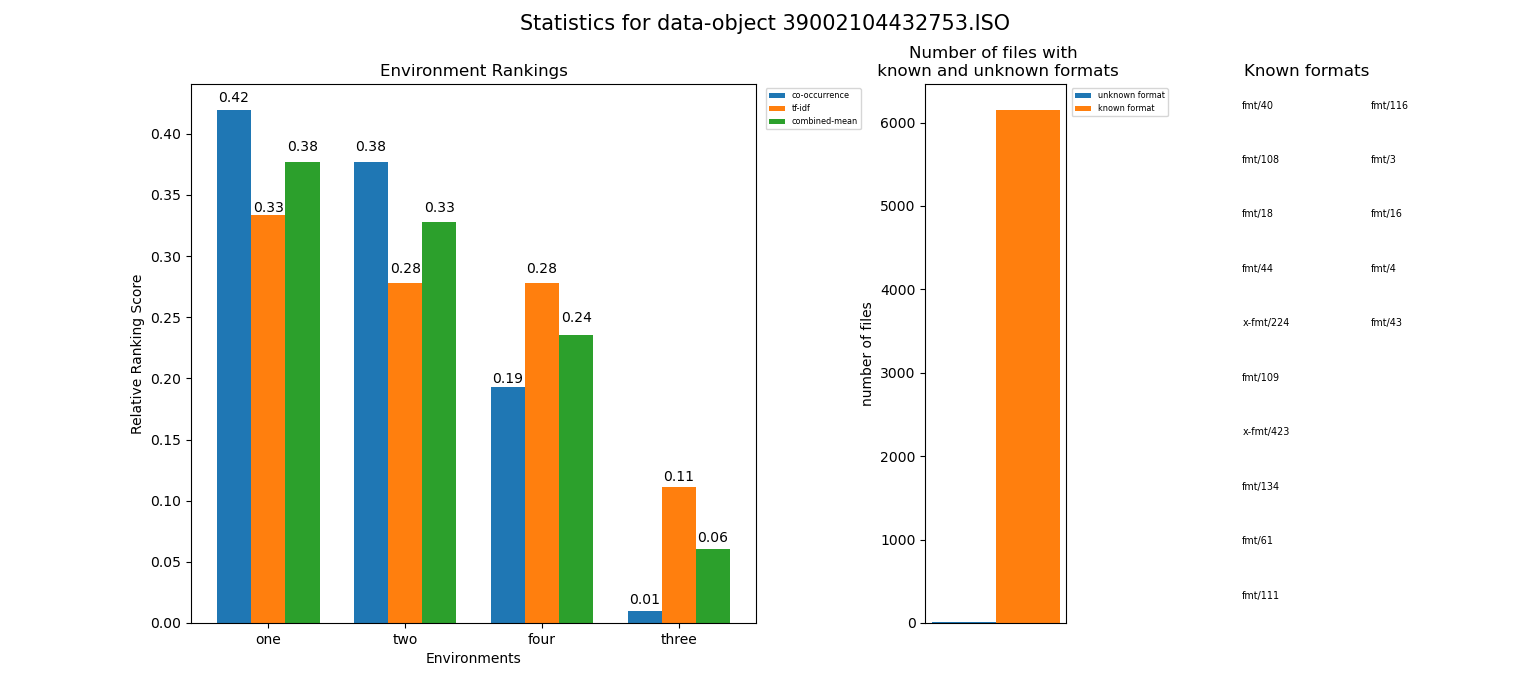 Statistics for data-object 39002104432753.ISO
Environment Rankings
0.42
0.33
0.38
0.38
0.28
0.33
0.19
0.28
0.24
0.01
0.11
0.06
0.40
0.35
0.30
0.25
0.20
0.15
0.10
0.05
0.00
Relative Ranking Score
one
two
four
three
Environments
co-occurrence
tf-idf
combined-mean
Number of files with
known and unknown formats
6000
5000
4000
3000
2000
1000
0
number of files
unknown format
known format
Known formats
fmt/40
fmt/108
fmt/18
fmt/44
x-fmt/224
fmt/109
x-fmt/423
fmt/134
fmt/61
fmt/111
fmt/116
fmt/3
fmt/16
fmt/4
fmt/43